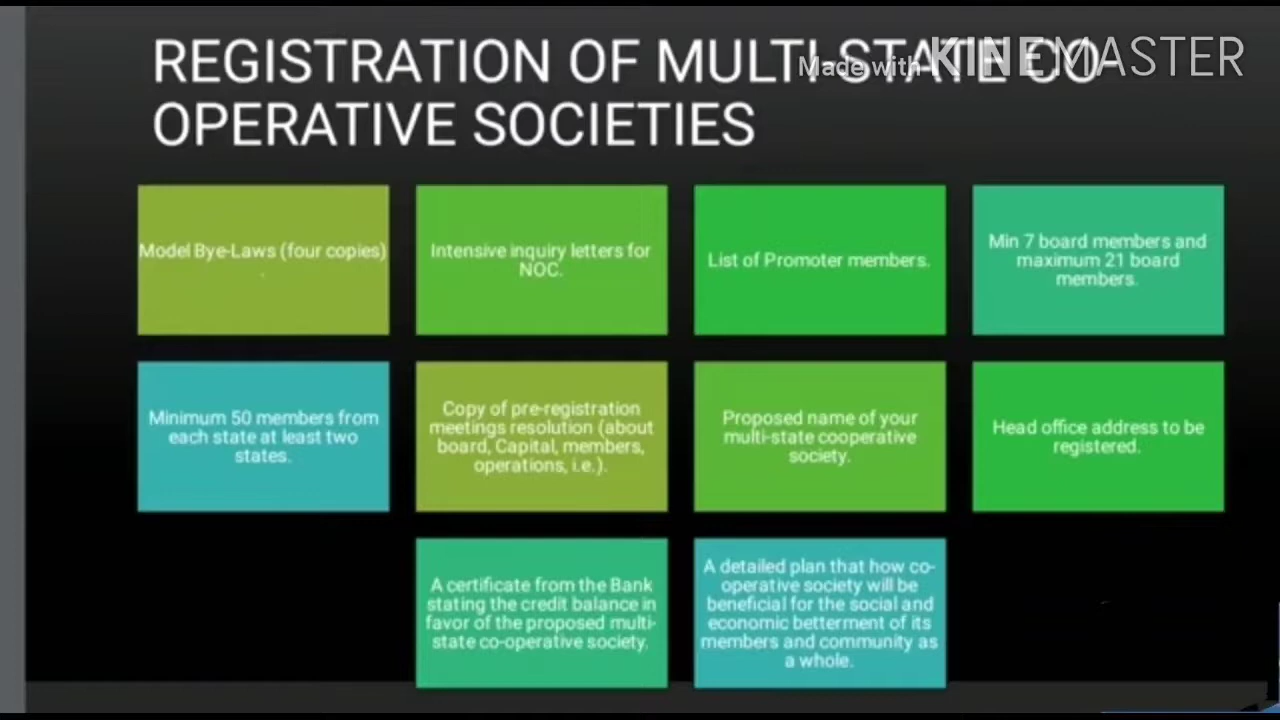 REGISTRATION OF MULTI-STATE CO-
OPERATIVE SOCIETIES
Made with KINEMASTER
Model Bye-Laws (four copies)
.
Intensive inquiry letters for
NOC.
List of Promoter members.
Min 7 board members and
maximum 21 board
members.
Minimum 50 members from
each state at least two
states.
Copy of pre-registration
meetings resolution (about
board, Capital, members,
operations, i.e.).
Proposed name of your
multi-state cooperative
society.
Head office address to be
registered.
A certificate from the Bank
stating the credit balance in
favor of the proposed multi-
state co-operative society.
A detailed plan that how co-
operative society will be
beneficial for the social and
economic betterment of its
members and community as
a whole.